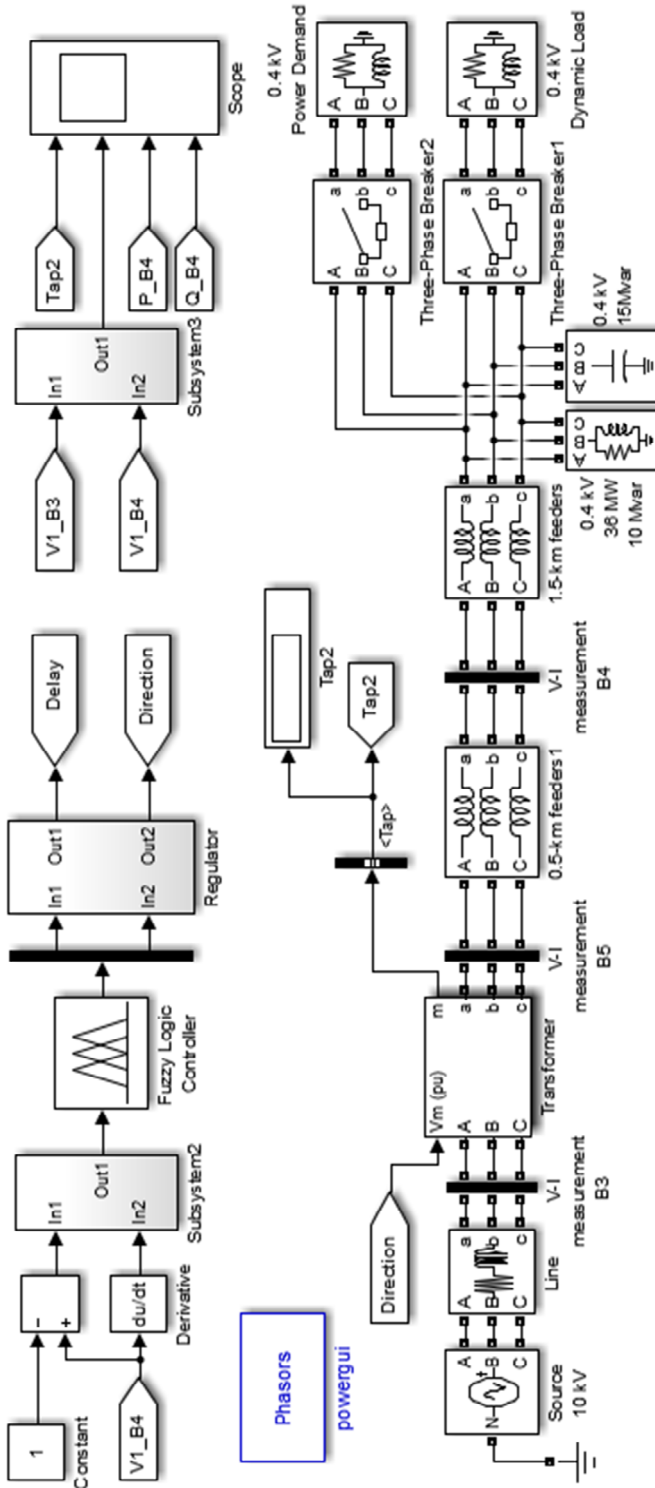 1
Constant
V1_B4
-
+
du/dt
Derivative
In1
In2
Out1
Subsystem2
Fuzzy Logic
Controller
In1
In2
Out1
Out2
Regulator
Delay
Direction
V1_B3
V1_B4
In1
In2
Out1
Subsystem3
Tap2
P_B4
Q_B4
Scope
Phasors
powergui
N
A
B
C
Source
10 kV
A
B
C
a
b
c
Line
V-I
measurement
B3
Direction
Vm (pu)
A
B
C
m
a
b
c
Transformer
V-I
measurement
B5
<Tap>
Tap2
Tap2
A
B
C
a
b
c
0.5-km feeders1
V-I
measurement
B4
A
B
C
a
b
c
1.5-km feeders
A
B
C
0.4 kV
36 MW
10 Mvar
A
B
C
0.4 kV
15Mvar
A
B
C
a
b
c
Three-Phase Breaker2
A
B
C
a
b
c
Three-Phase Breaker1
A
B
C
0.4 kV
Power Demand
A
B
C
0.4 kV
Dynamic Load